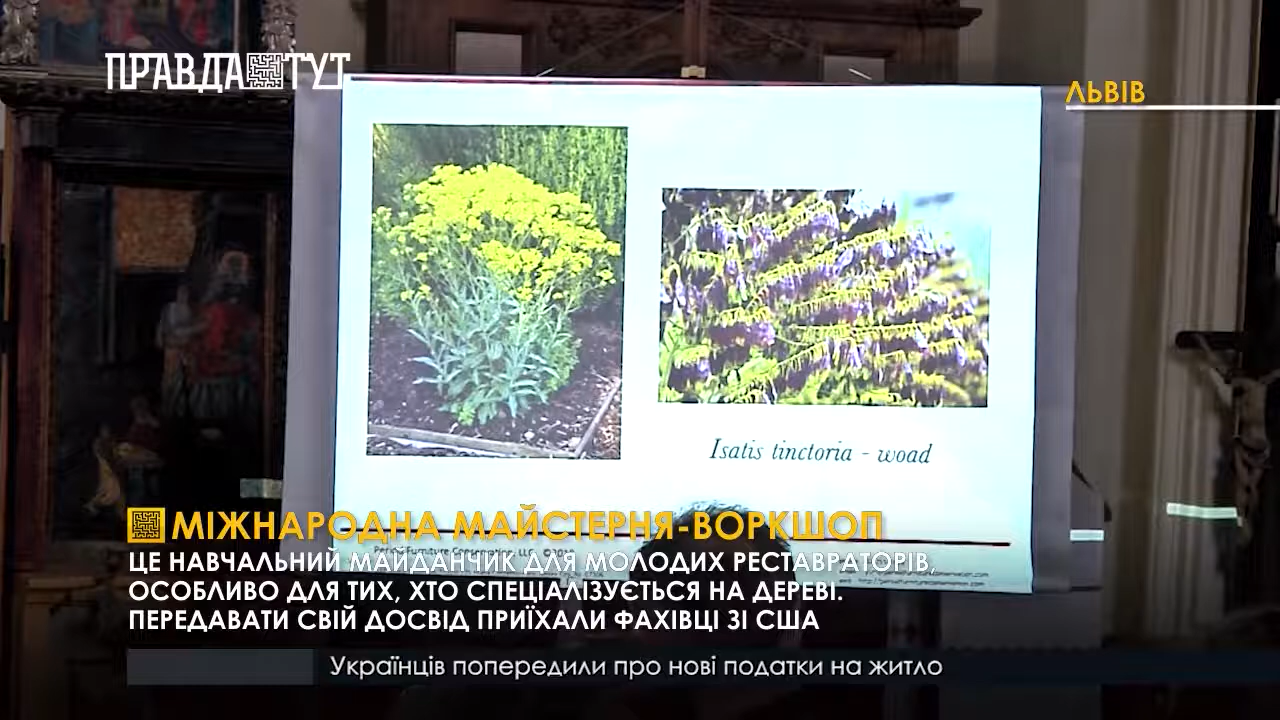 ПРАВДА ТУТ
ЛЬВІВ
Isatis tinctoria - woad
МІЖНАРОДНА МАЙСТЕРНЯ-ВОРКШОП
ЦЕ НАВЧАЛЬНИЙ МАЙДАНЧИК ДЛЯ МОЛОДИХ РЕСТАВРАТОРІВ,
ОСОБЛИВО ДЛЯ ТИХ, ХТО СПЕЦІАЛІЗУЄТЬСЯ НА ДЕРЕВІ.
ПЕРЕДАВАТИ СВІЙ ДОСВІД ПРИЇХАЛИ ФАХІВЦІ ЗІ США
Українців попередили про нові податки на житло